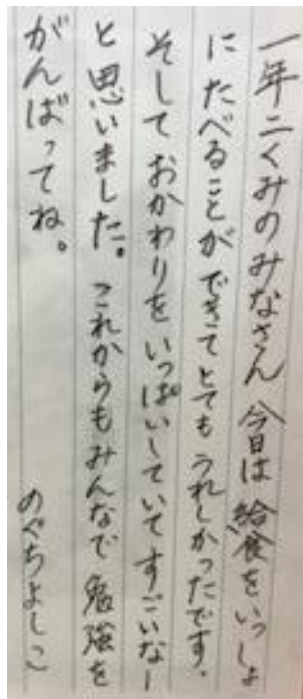 一年二くみのみなさん 今日は給食をいっしょ
にたべることができてとてもうれしかったです。
そしておかわりをいっぱいしていてすごいなー
と思いました。これからもみんなで勉強を
がんばってね。
のぐちよしこ